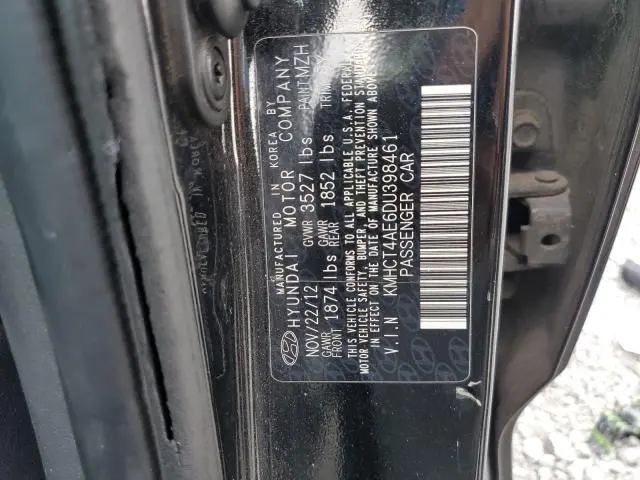 MANUFACTURED IN KOREA BY
HYUNDAI MOTOR COMPANY
NOV/22/12 GVWR 3527 lbs PAINT MZH
GAWR FRONT 1874 lbs GAWR REAR 1852 lbs TRIM
THIS VEHICLE CONFORMS TO ALL APPLICABLE U.S.A. FEDERAL
MOTOR VEHICLE SAFETY, BUMPER, AND THEFT PREVENTION STANDARDS
IN EFFECT ON THE DATE OF MANUFACTURE SHOWN ABOVE
V.I.N KMHCT4AE6DU398461
PASSENGER CAR